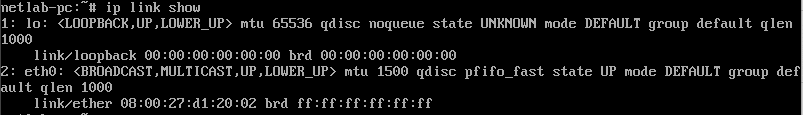 netlab-pc:~# ip link show
1: lo: <LOOPBACK,UP,LOWER_UP> mtu 65536 qdisc noqueue state UNKNOWN mode DEFAULT group default qlen
1000
    link/loopback 00:00:00:00:00:00 brd 00:00:00:00:00:00
2: eth0: <BROADCAST,MULTICAST,UP,LOWER_UP> mtu 1500 qdisc pfifo_fast state UP mode DEFAULT group def
ault qlen 1000
    link/ether 08:00:27:d1:20:02 brd ff:ff:ff:ff:ff:ff